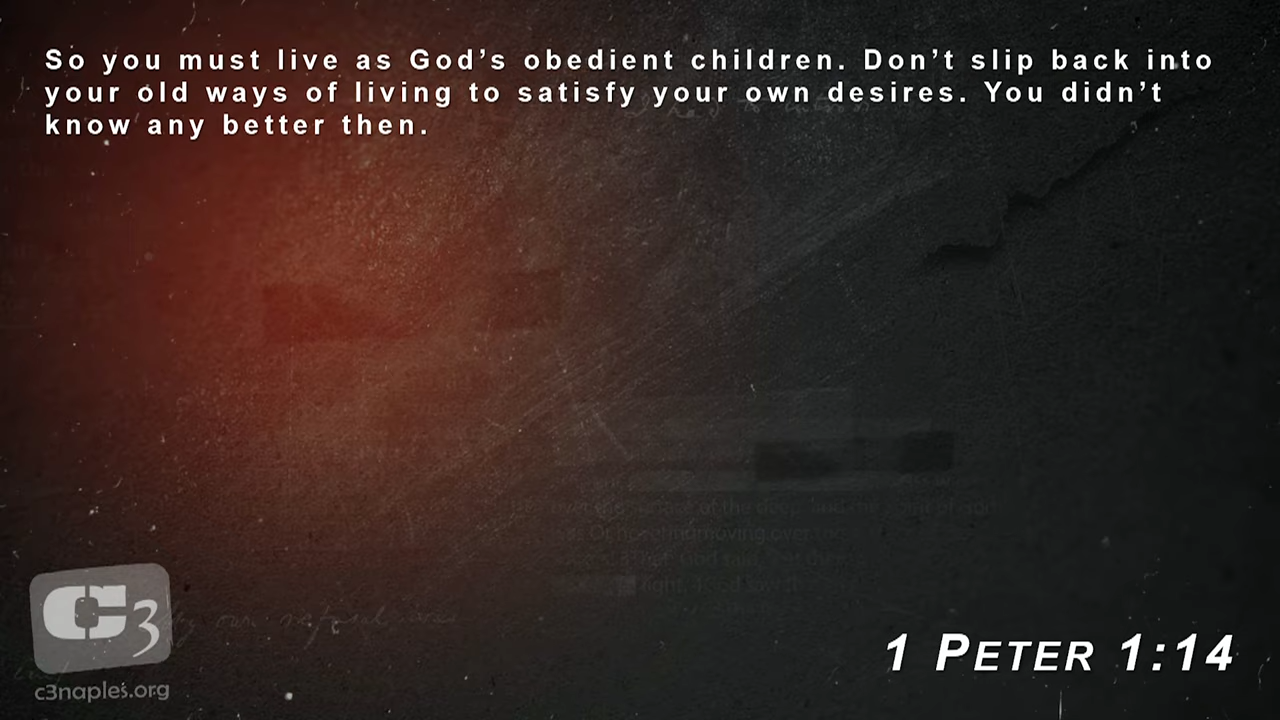 So you must live as God’s obedient children. Don’t slip back into
your old ways of living to satisfy your own desires. You didn’t
know any better then.
C3
c3naples.org
1 PETER 1:14